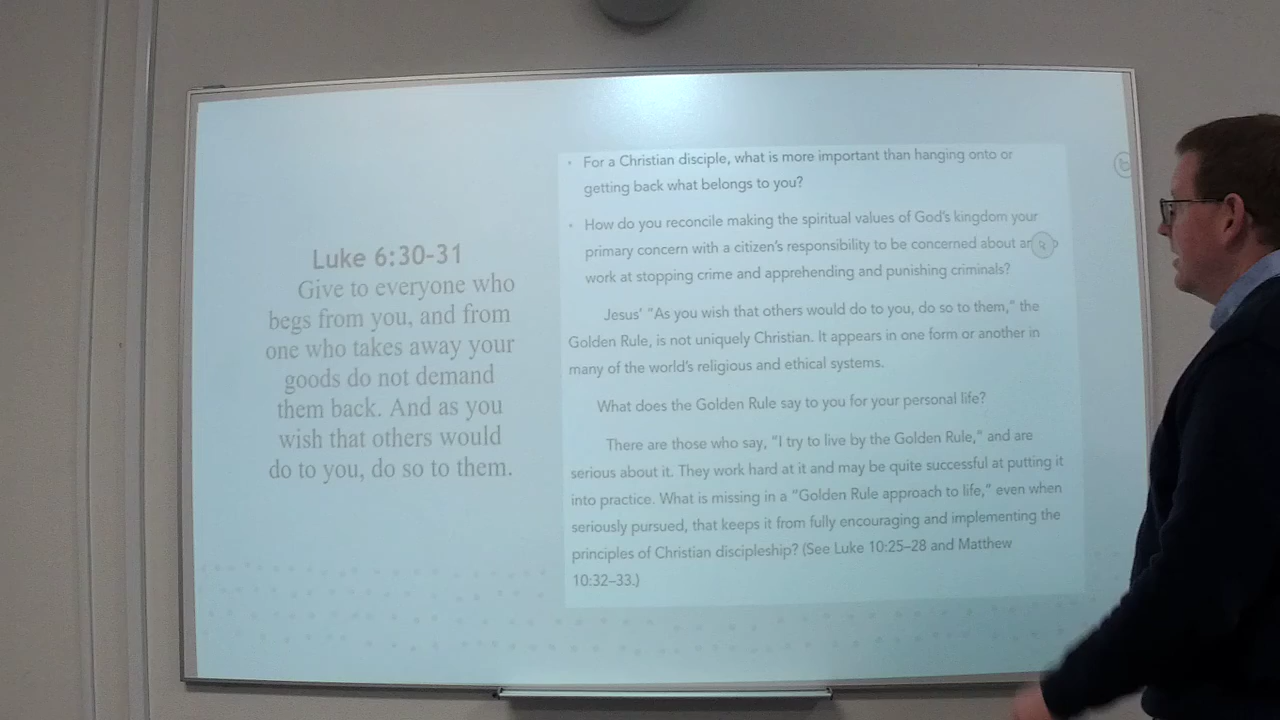 Luke 6:30-31
Give to everyone who
begs from you, and from
one who takes away your
goods do not demand
them back. And as you
wish that others would
do to you, do so to them.
• For a Christian disciple, what is more important than hanging onto or
getting back what belongs to you?
• How do you reconcile making the spiritual values of God's kingdom your
primary concern with a citizen's responsibility to be concerned about
work at stopping crime and apprehending and punishing criminals?
Jesus' "As you wish that others would do to you, do so to them," the
Golden Rule, is not uniquely Christian. It appears in one form or another in
many of the world's religious and ethical systems.
What does the Golden Rule say to you for your personal life?
There are those who say, "I try to live by the Golden Rule," and are
serious about it. They work hard at it and may be quite successful at putting it
into practice. What is missing in a "Golden Rule approach to life," even when
seriously pursued, that keeps it from fully encouraging and implementing the
principles of Christian discipleship? (See Luke 10:25–28 and Matthew
10:32–33.)